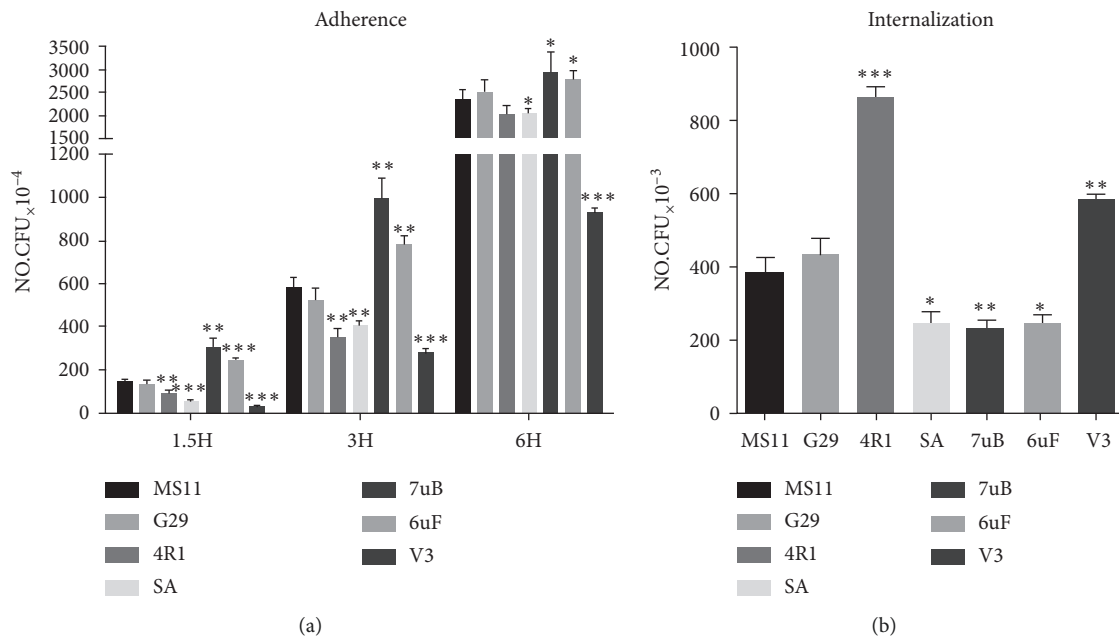 Adherence
NO.CFU×10⁻⁴
3500
3000
2500
2000
1500
1200
1000
800
600
400
200
0
** *** ** *** ***
** ** ** ** ***
* * * ***
1.5H 3H 6H
MS11 7uB
G29 6uF
4R1 V3
SA
(a)
Internalization
NO.CFU×10⁻³
1000
800
600
400
200
0
*** * ** * **
MS11 G29 4R1 SA 7uB 6uF V3
MS11 7uB
G29 6uF
4R1 V3
SA
(b)